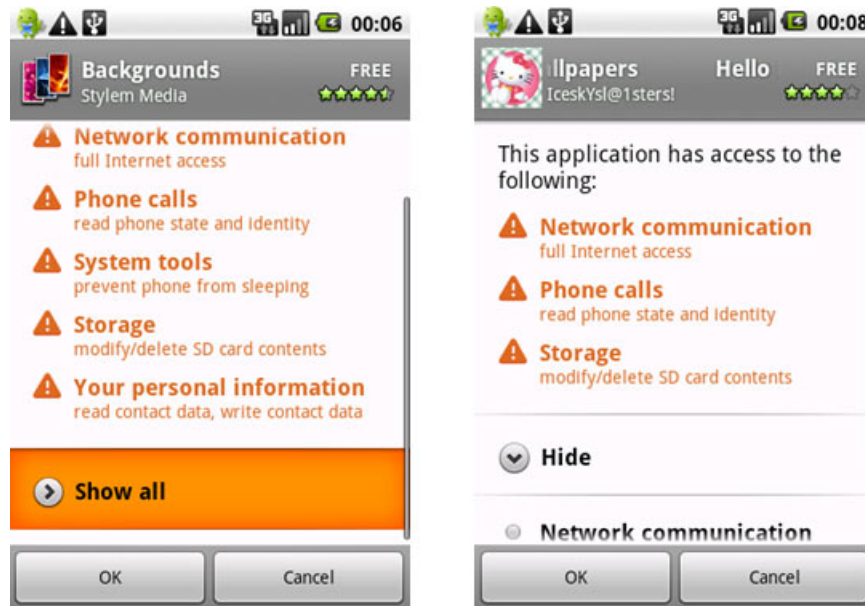 3G 00:06
Backgrounds FREE
Stylem Media
Network communication
full Internet access
Phone calls
read phone state and identity
System tools
prevent phone from sleeping
Storage
modify/delete SD card contents
Your personal information
read contact data, write contact data
Show all
OK Cancel
3G 00:08
llpapers Hello FREE
IceskYsl@1sters!
This application has access to the
following:
Network communication
full Internet access
Phone calls
read phone state and identity
Storage
modify/delete SD card contents
Hide
Network communication
OK Cancel